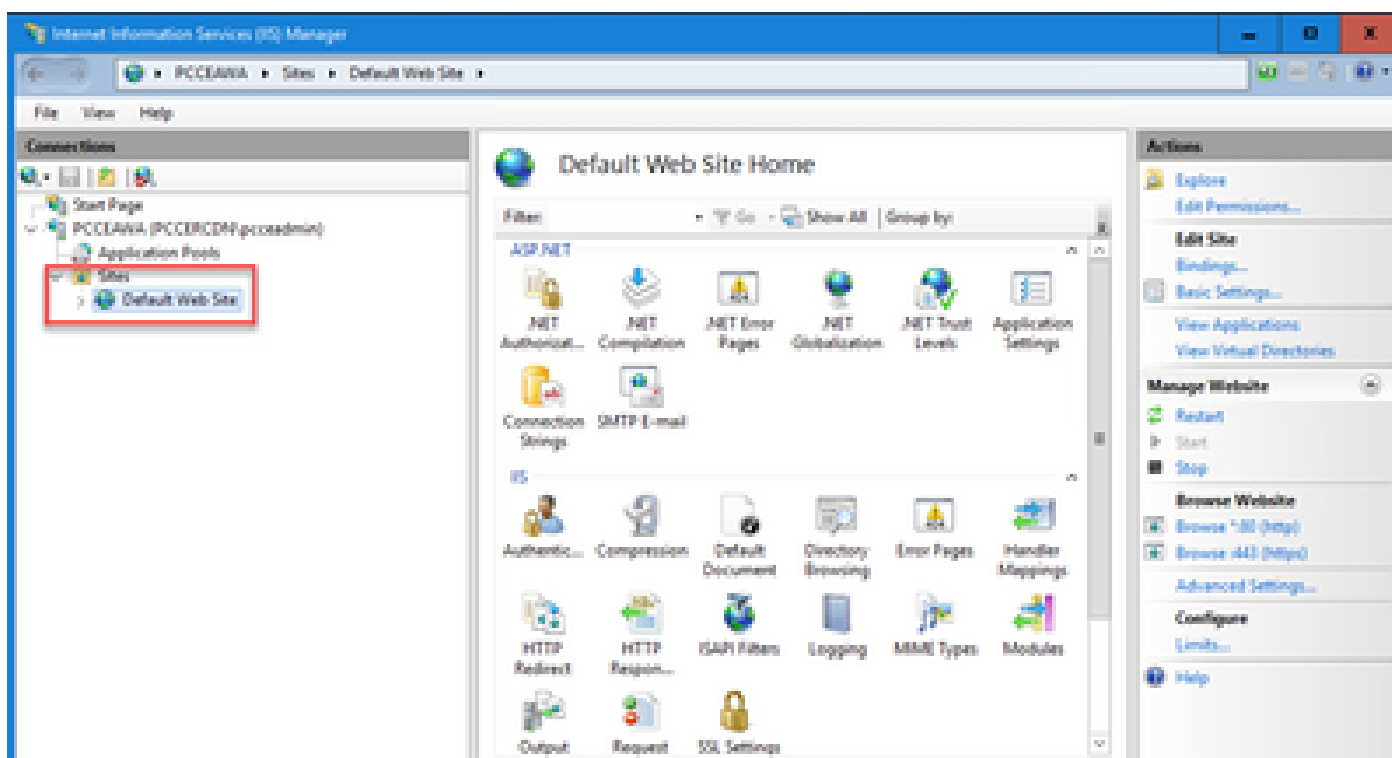 Internet Information Services (IIS) Manager
PCCEAWA Sites Default Web Site
File View Help
Connections
Start Page
PCCEAWA (PCCERCDN\pcceadmin)
Application Pools
Sites
Default Web Site
Default Web Site Home
Filter: Go Show All Group by:
ASP.NET
.NET Authorizat...
.NET Compilation
.NET Error Pages
.NET Globalization
.NET Trust Levels
Application Settings
Connection Strings
SMTP E-mail
IIS
Authentic...
Compression
Default Document
Directory Browsing
Error Pages
Handler Mappings
HTTP Redirect
HTTP Respon...
ISAPI Filters
Logging
MIME Types
Modules
Output
Request
SSL Settings
Actions
Explore
Edit Permissions...
Edit Site
Bindings...
Basic Settings...
View Applications
View Virtual Directories
Manage Website
Restart
Start
Stop
Browse Website
Browse *:80 (http)
Browse :443 (https)
Advanced Settings...
Configure
Limits...
Help